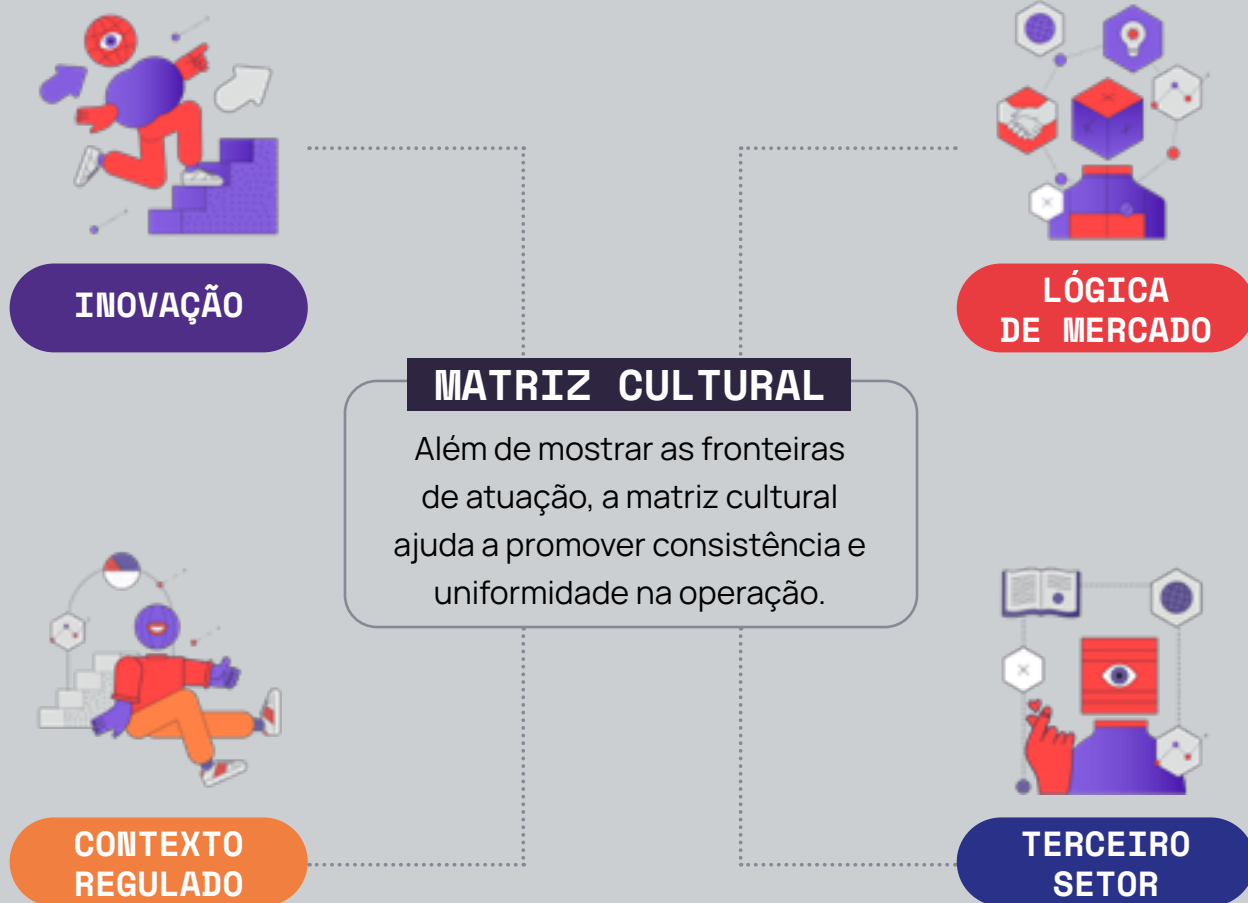 INOVAÇÃO
LÓGICA
DE MERCADO
MATRIZ CULTURAL
Além de mostrar as fronteiras
de atuação, a matriz cultural
ajuda a promover consistência e
uniformidade na operação.
CONTEXTO
REGULADO
TERCEIRO
SETOR